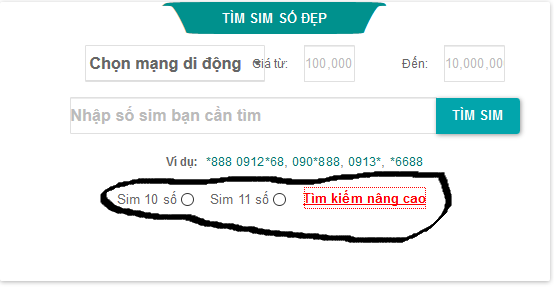 TÌM SIM SỐ ĐẸP
Chọn mạng di động Giá từ: 100,000 Đến: 10,000,00
Nhập số sim bạn cần tìm TÌM SIM
Ví dụ: *888 0912*68, 090*888, 0913*, *6688
Sim 10 số Sim 11 số Tìm kiếm nâng cao